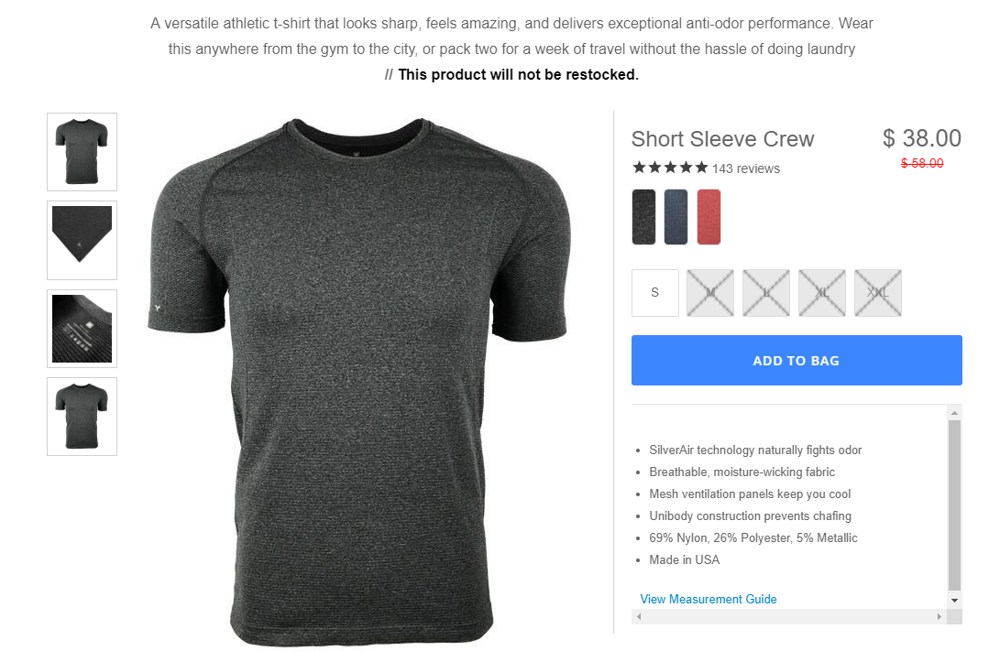 A versatile athletic t-shirt that looks sharp, feels amazing, and delivers exceptional anti-odor performance. Wear
this anywhere from the gym to the city, or pack two for a week of travel without the hassle of doing laundry
// This product will not be restocked.
Short Sleeve Crew
$ 38.00
143 reviews
$ 58.00
S
M
L
XL
XXL
ADD TO BAG
• SilverAir technology naturally fights odor
• Breathable, moisture-wicking fabric
• Mesh ventilation panels keep you cool
• Unibody construction prevents chafing
• 69% Nylon, 26% Polyester, 5% Metallic
• Made in USA
View Measurement Guide